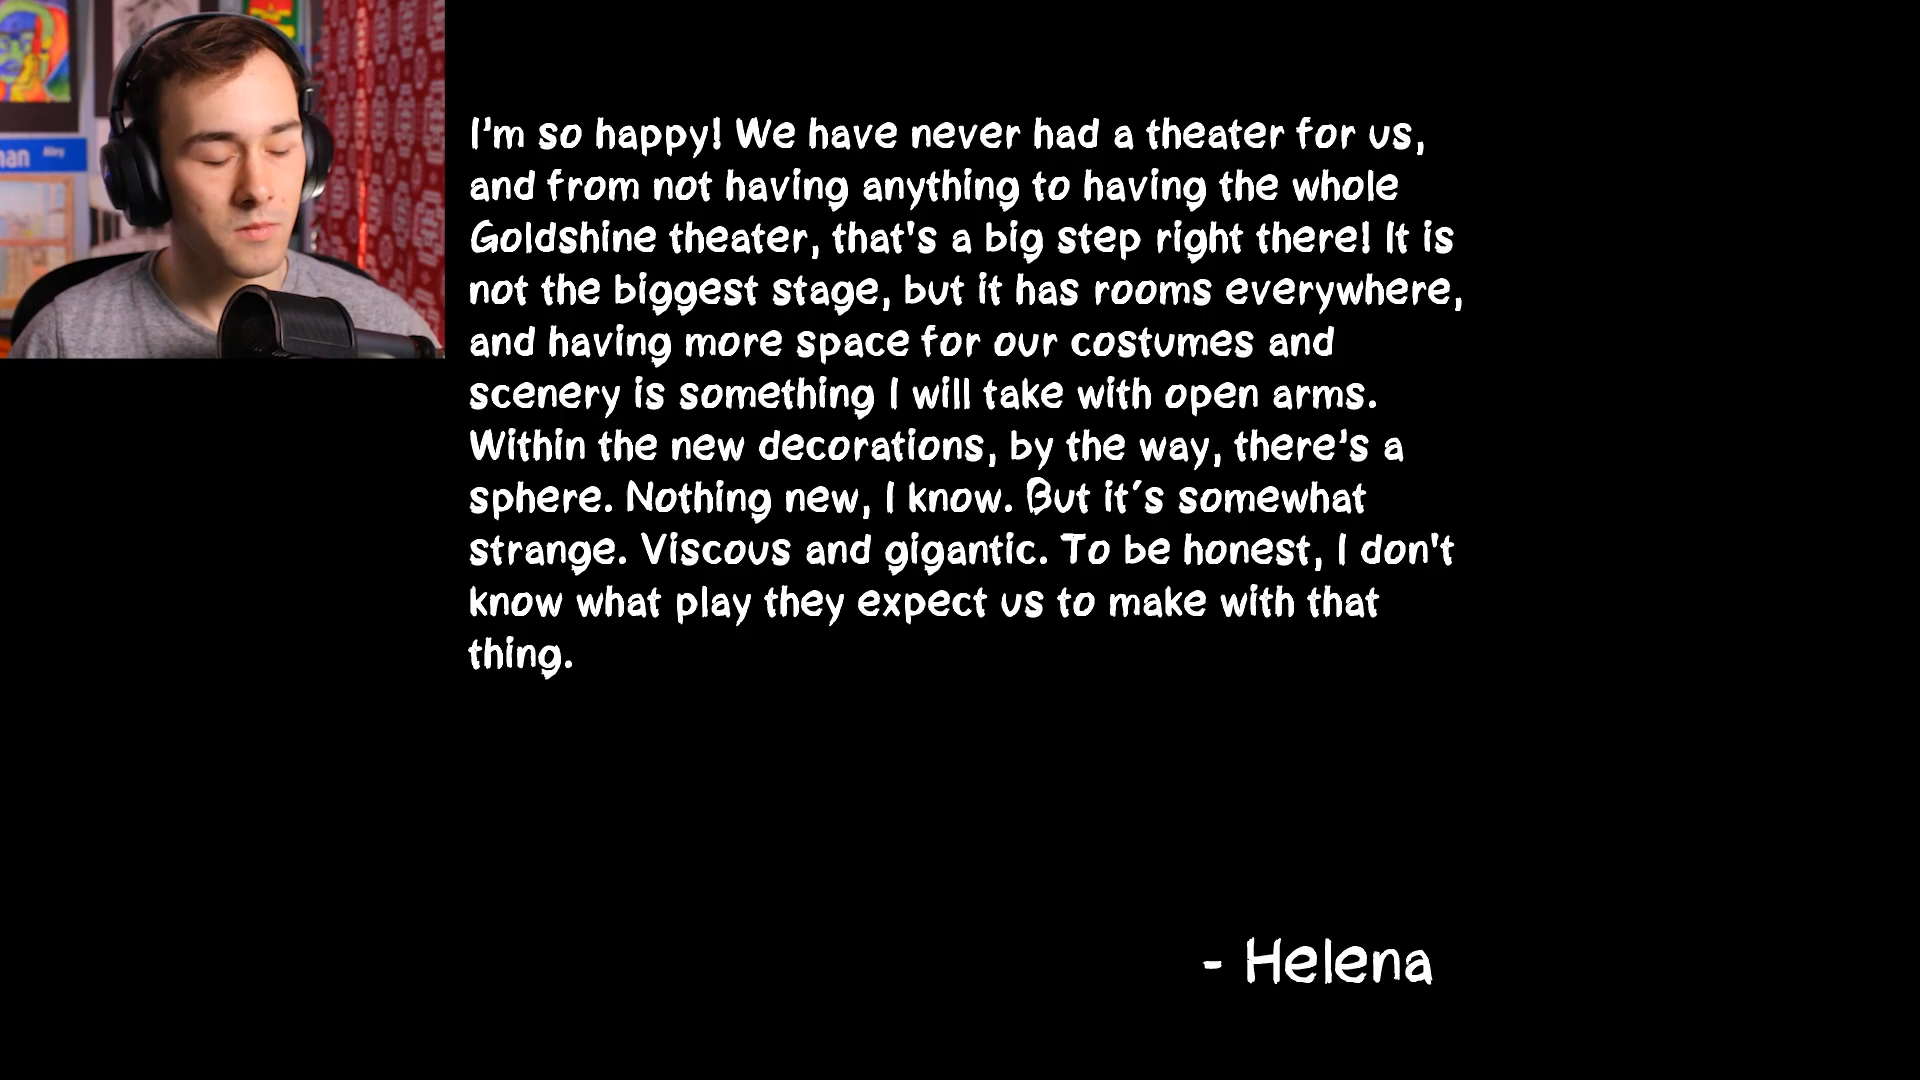 I'm so happy! We have never had a theater for us,
and from not having anything to having the whole
Goldshine theater, that's a big step right there! It is
not the biggest stage, but it has rooms everywhere,
and having more space for our costumes and
scenery is something I will take with open arms.
Within the new decorations, by the way, there's a
sphere. Nothing new, I know. But it´s somewhat
strange. Viscous and gigantic. To be honest, I don't
know what play they expect us to make with that
thing.
- Helena